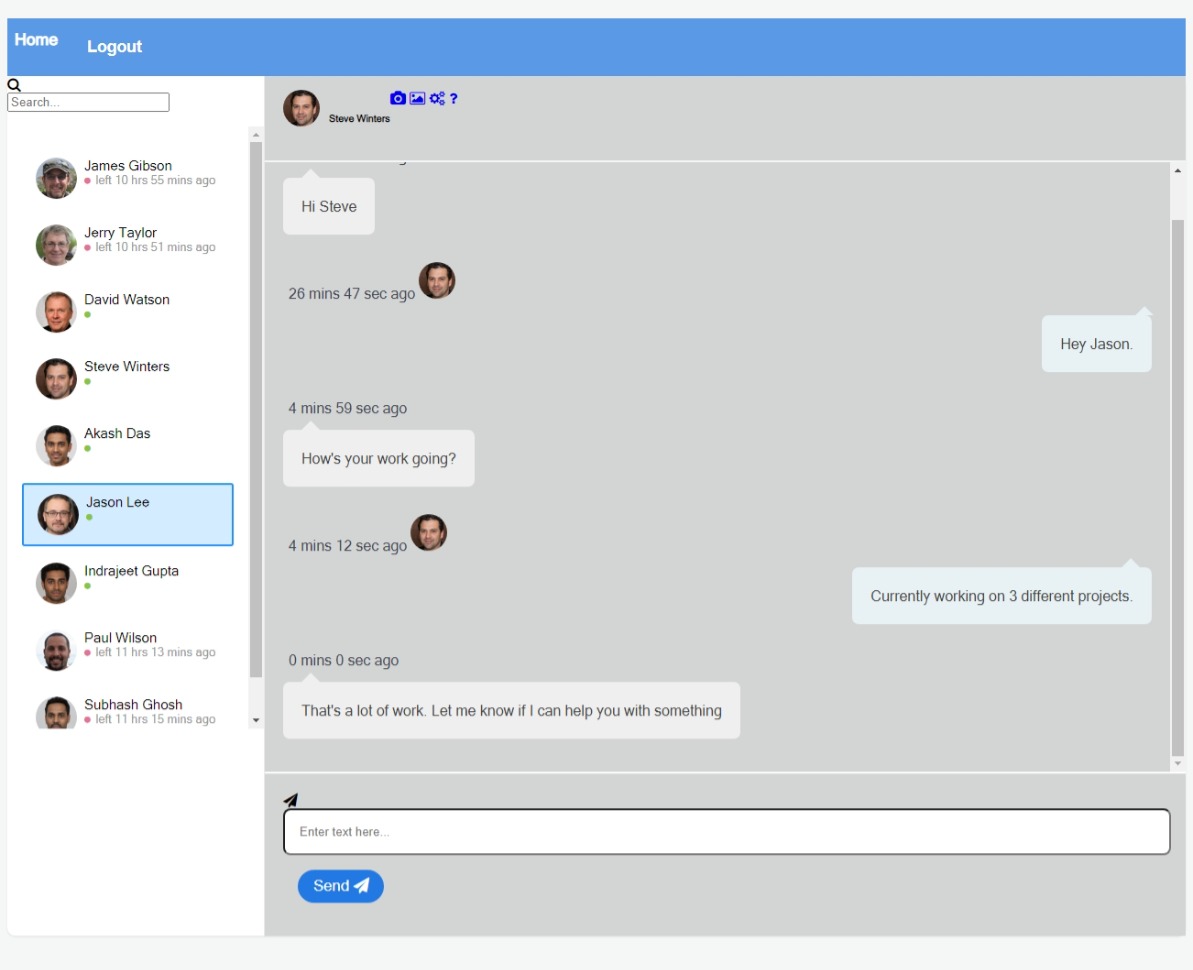 Home
Logout
Search...
James Gibson
left 10 hrs 55 mins ago
Jerry Taylor
left 10 hrs 51 mins ago
David Watson
Steve Winters
Akash Das
Jason Lee
Indrajeet Gupta
Paul Wilson
left 11 hrs 13 mins ago
Subhash Ghosh
left 11 hrs 15 mins ago
Steve Winters
?
Hi Steve
26 mins 47 sec ago
Hey Jason.
4 mins 59 sec ago
How's your work going?
4 mins 12 sec ago
Currently working on 3 different projects.
0 mins 0 sec ago
That's a lot of work. Let me know if I can help you with something
Enter text here...
Send